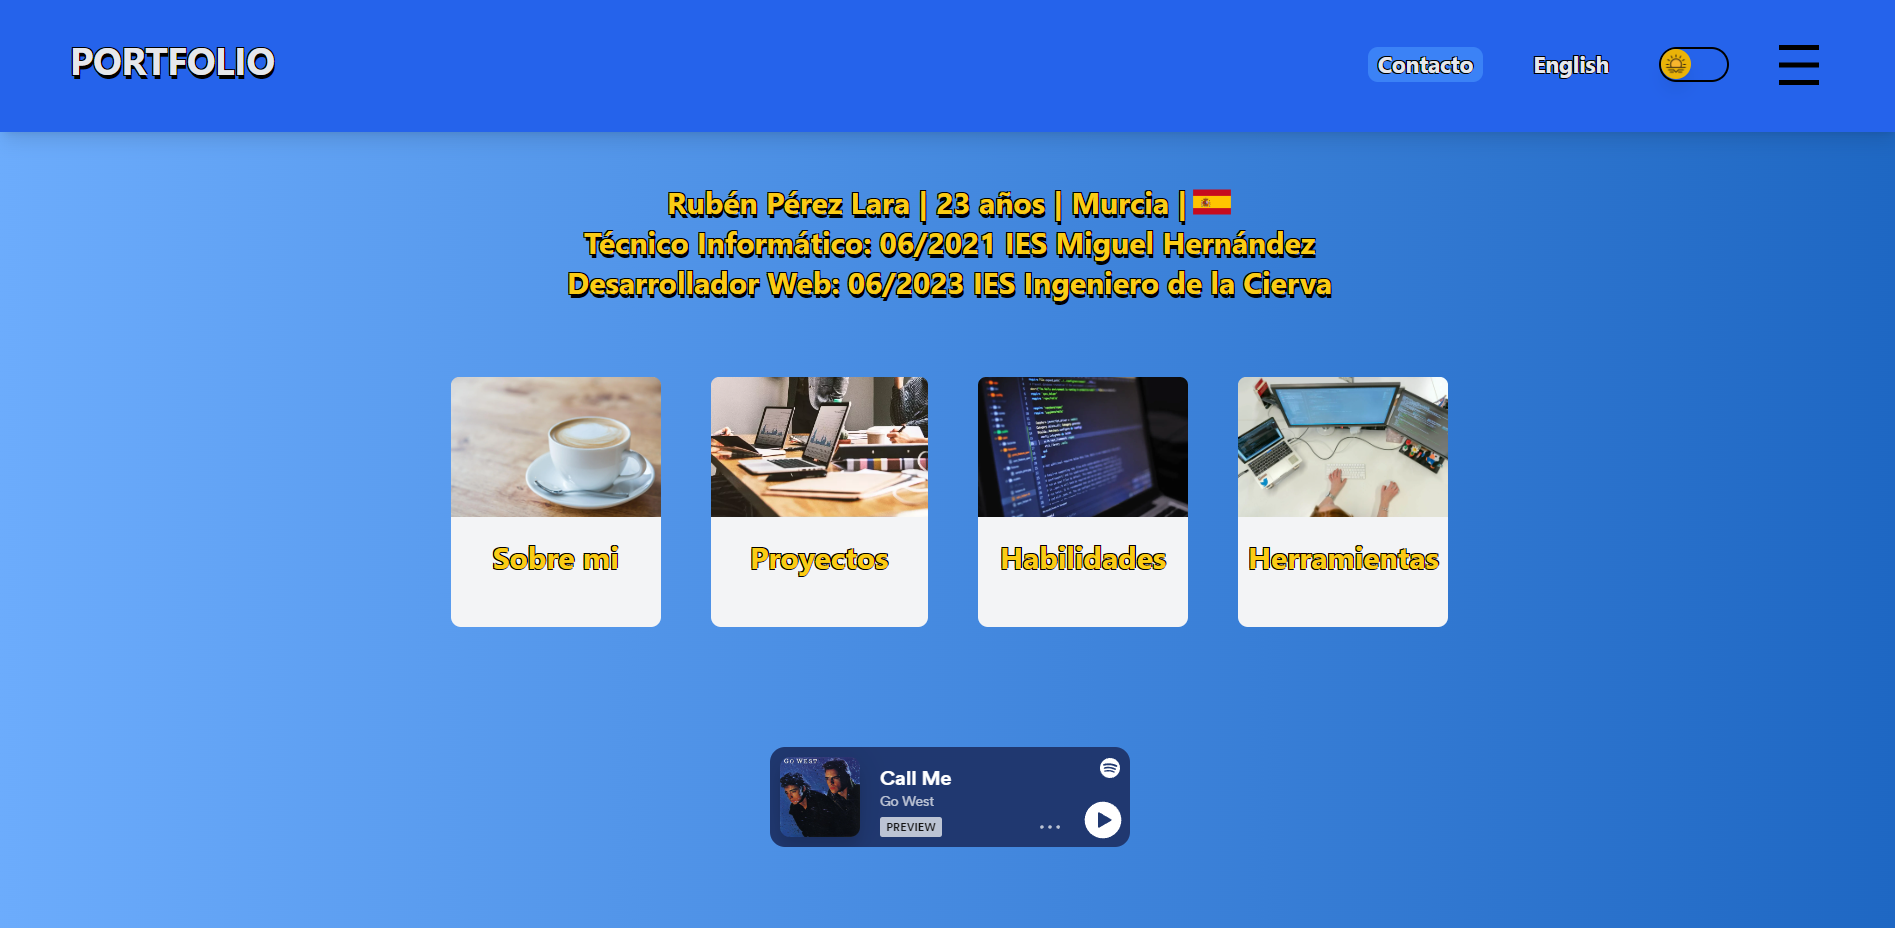 PORTFOLIO
Contacto
English
Rubén Pérez Lara | 23 años | Murcia |
Técnico Informático: 06/2021 IES Miguel Hernández
Desarrollador Web: 06/2023 IES Ingeniero de la Cierva
Sobre mi
Proyectos
Habilidades
Herramientas
GO WEST
Call Me
Go West
PREVIEW